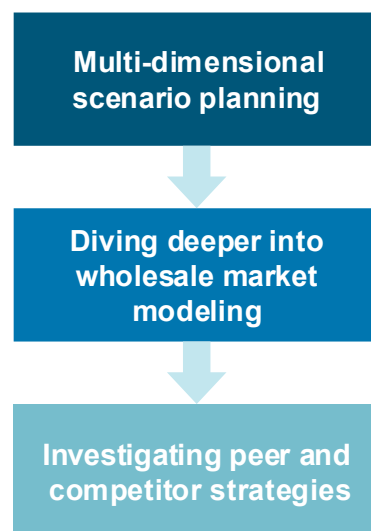 Multi-dimensional
scenario planning
Diving deeper into
wholesale market
modeling
Investigating peer and
competitor strategies